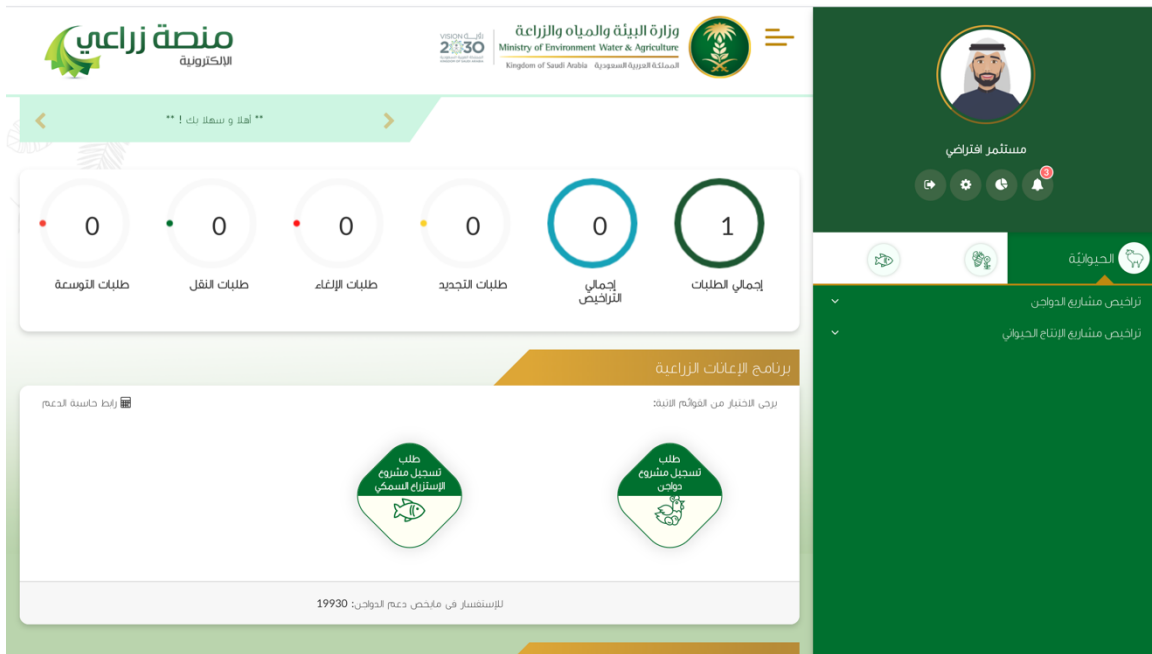 منصة زراعي
الإلكترونية
VISION رؤية
2030
وزارة البيئة والمياه والزراعة
Ministry of Environment Water & Agriculture
Kingdom of Saudi Arabia المملكة العربية السعودية
** أهلا و سهلا بك ! **
مستثمر افتراضي
3
الحيوانيّة
تراخيص مشاريع الدواجن
تراخيص مشاريع الإنتاج الحيواني
1
إجمالي الطلبات
0
إجمالي
التراخيص
0
طلبات التجديد
0
طلبات الإلغاء
0
طلبات النقل
0
طلبات التوسعة
برنامج الإعانات الزراعية
يرجى الاختيار من القوائم الاتية:
رابط حاسبة الدعم
طلب
تسجيل مشروع
دواجن
طلب
تسجيل مشروع
الإستزراع السمكي
للإستفسار في مايخص دعم الدواجن: 19930